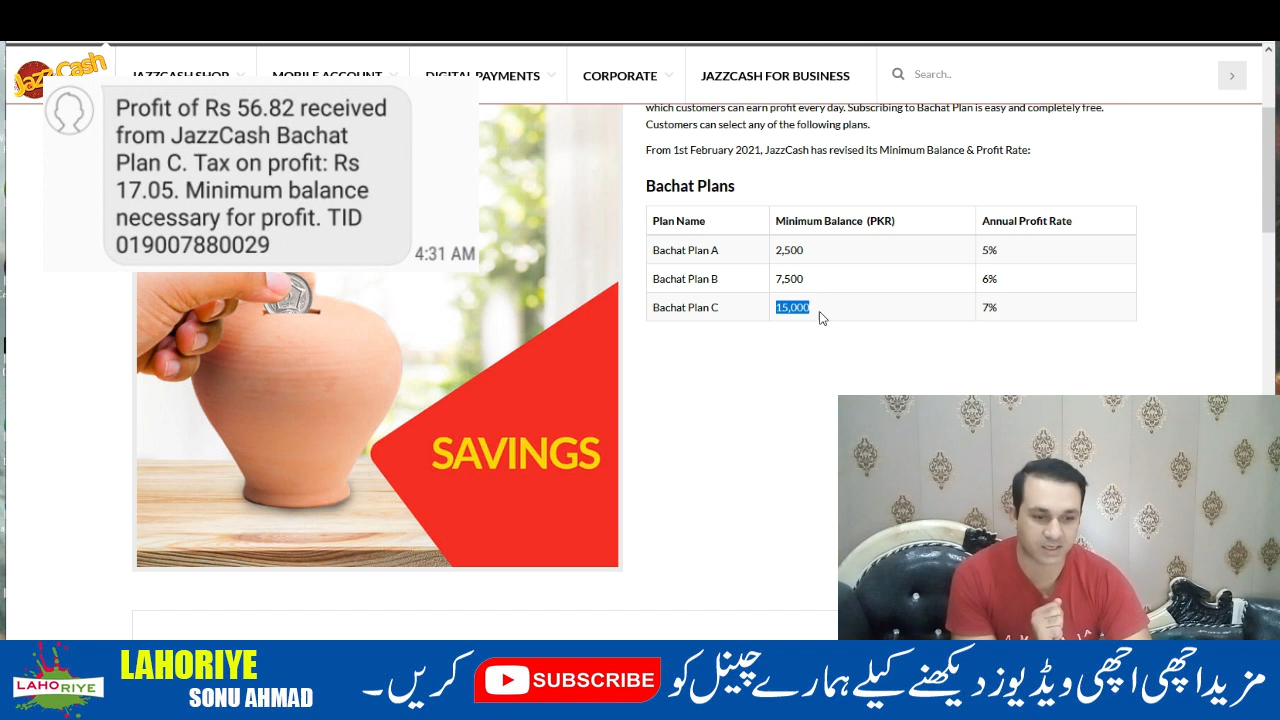 JazzCash
JAZZCASH SHOP
MOBILE ACCOUNT
DIGITAL PAYMENTS
CORPORATE
JAZZCASH FOR BUSINESS
Search..
Profit of Rs 56.82 received
from JazzCash Bachat
Plan C. Tax on profit: Rs
17.05. Minimum balance
necessary for profit. TID
019007880029
4:31 AM
which customers can earn profit every day. Subscribing to Bachat Plan is easy and completely free.
Customers can select any of the following plans.
From 1st February 2021, JazzCash has revised its Minimum Balance & Profit Rate:
Bachat Plans
Plan Name Minimum Balance (PKR) Annual Profit Rate
Bachat Plan A 2,500 5%
Bachat Plan B 7,500 6%
Bachat Plan C 15,000 7%
SAVINGS
LAHORIYE
LAHORIYE
SONU AHMAD
مزید اچھی اچھی ویڈیوز دیکھنے کیلے ہمارے چینل کو SUBSCRIBE کریں۔